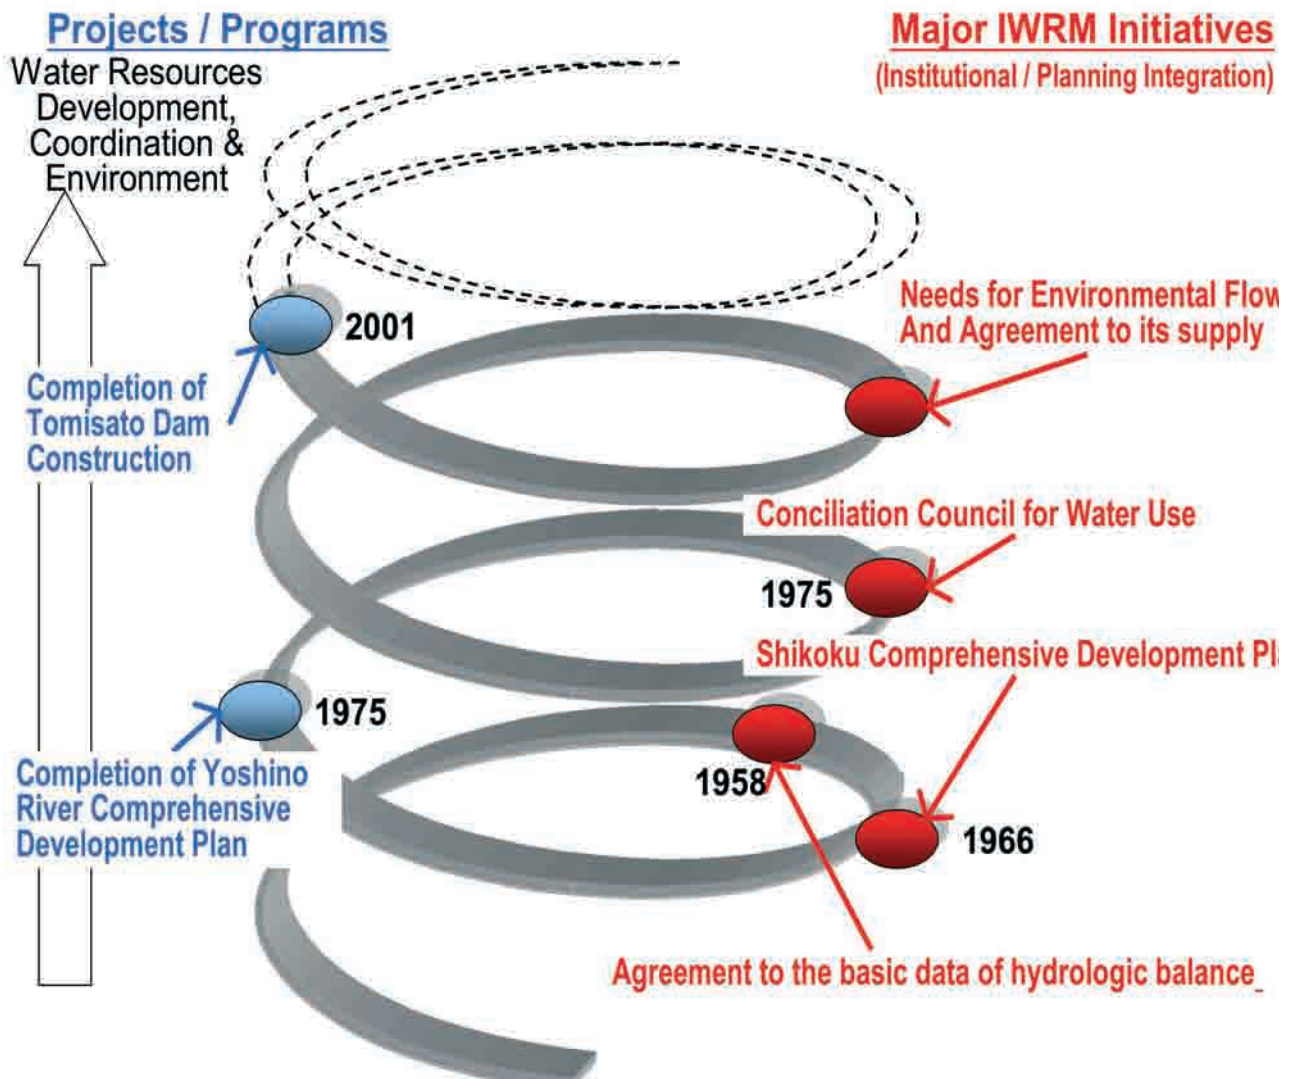 Projects / Programs
Water Resources
Development,
Coordination &
Environment
Major IWRM Initiatives
(Institutional / Planning Integration)
Needs for Environmental Flow
And Agreement to its supply
2001
Completion of
Tomisato Dam
Construction
Conciliation Council for Water Use
1975
Shikoku Comprehensive Development Pl
1975
Completion of Yoshino
River Comprehensive
Development Plan
1958
1966
Agreement to the basic data of hydrologic balance_